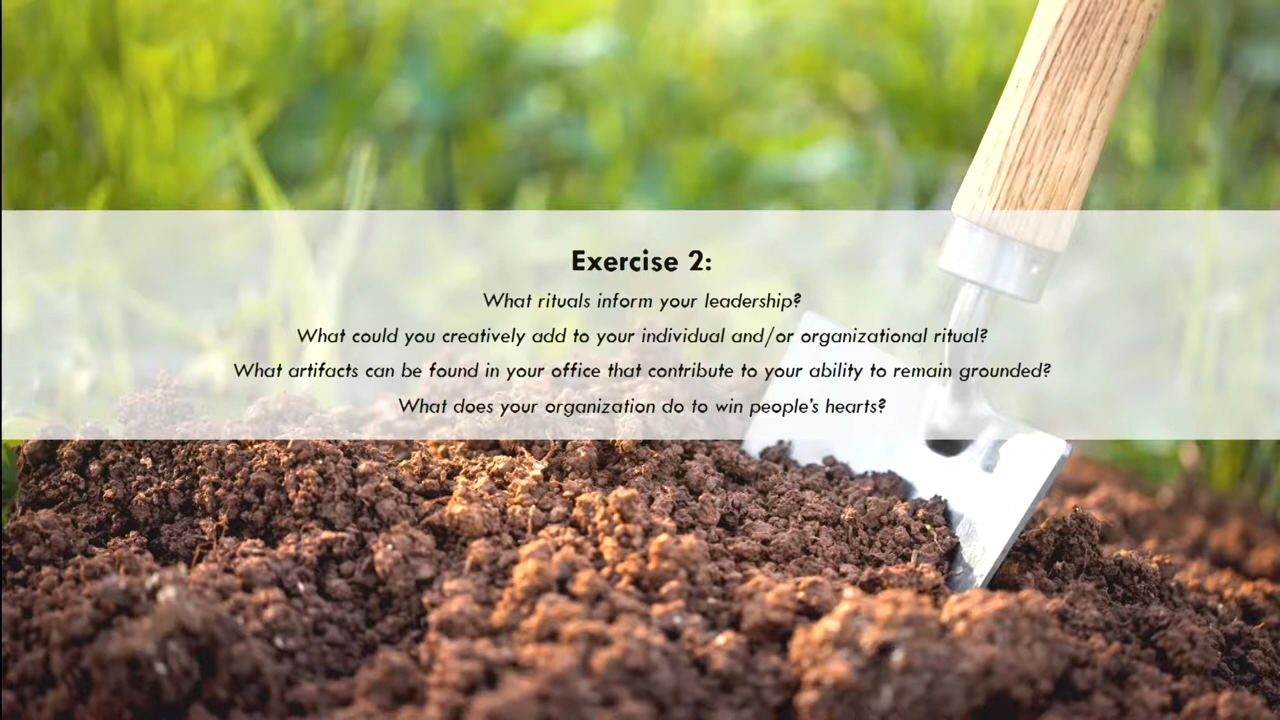 Exercise 2:
What rituals inform your leadership?
What could you creatively add to your individual and/or organizational ritual?
What artifacts can be found in your office that contribute to your ability to remain grounded?
What does your organization do to win people's hearts?